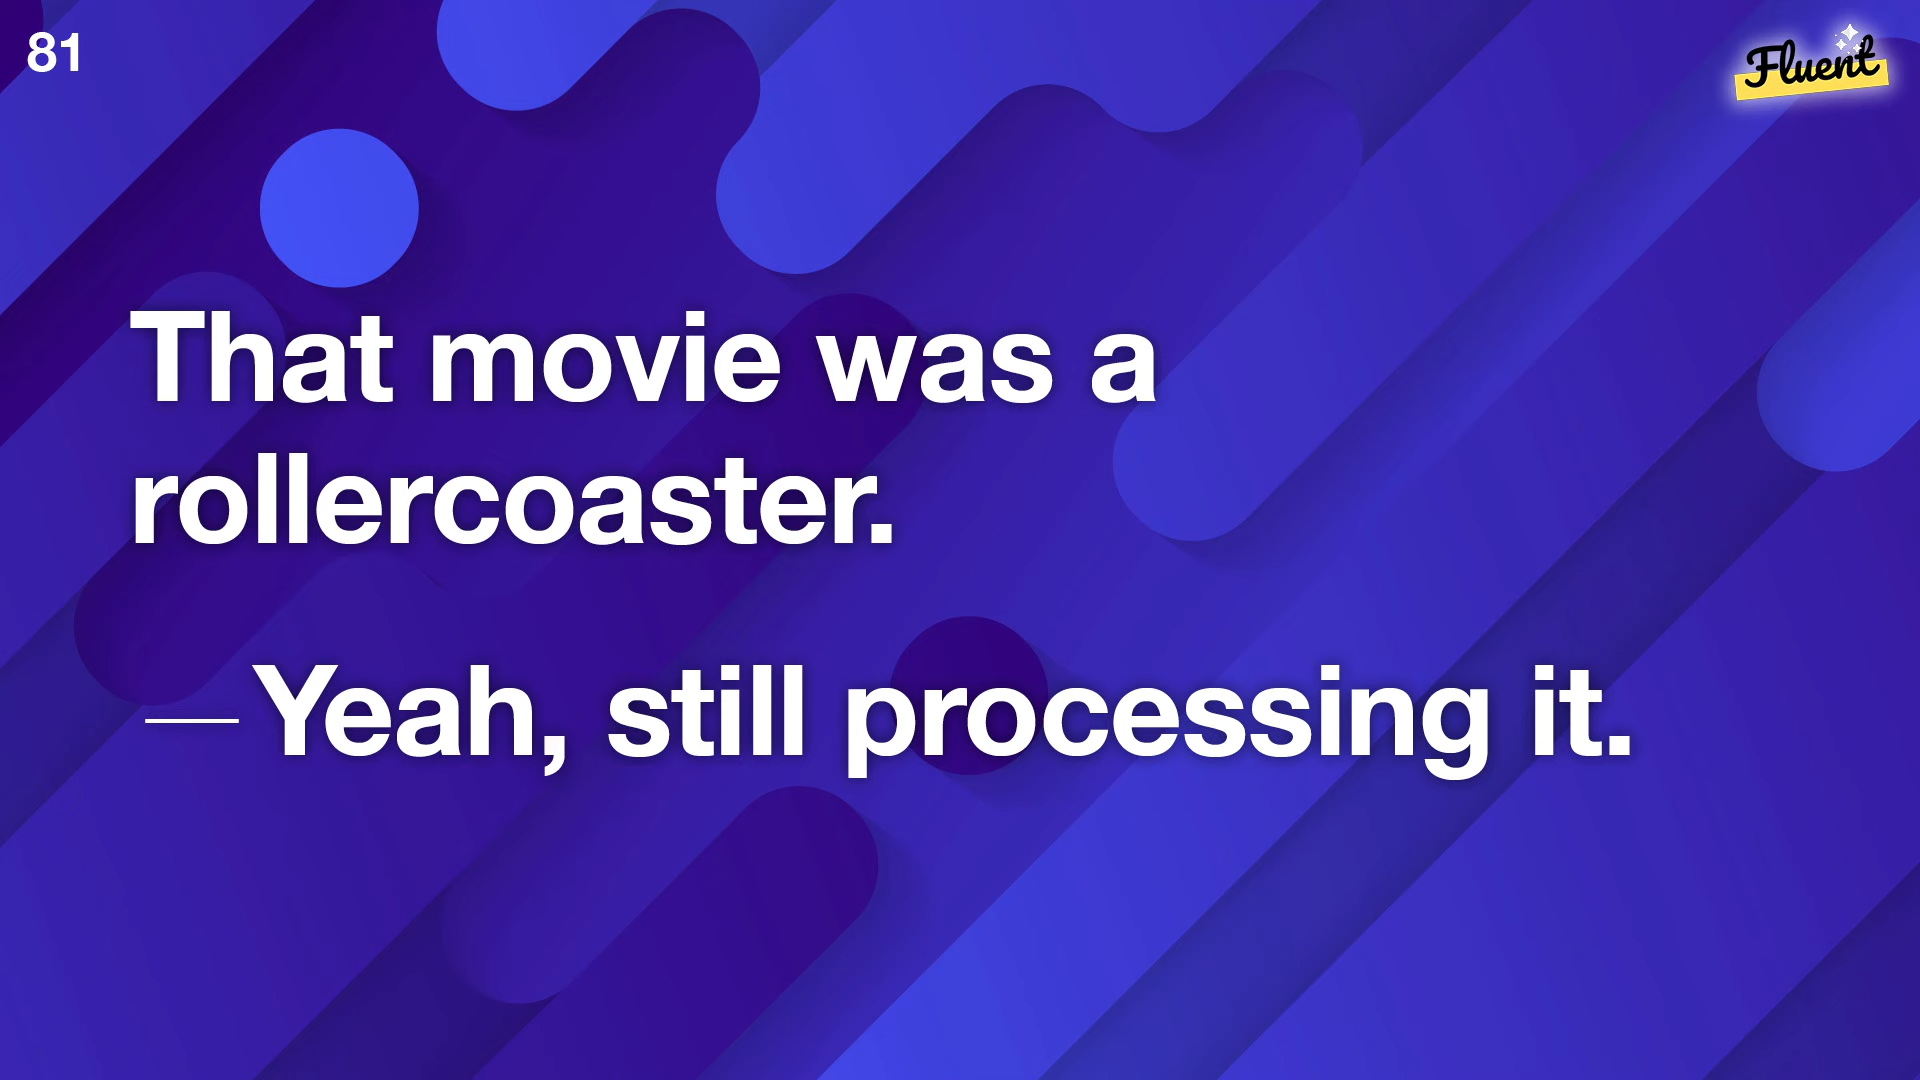 81
Fluent
That movie was a
rollercoaster.
— Yeah, still processing it.